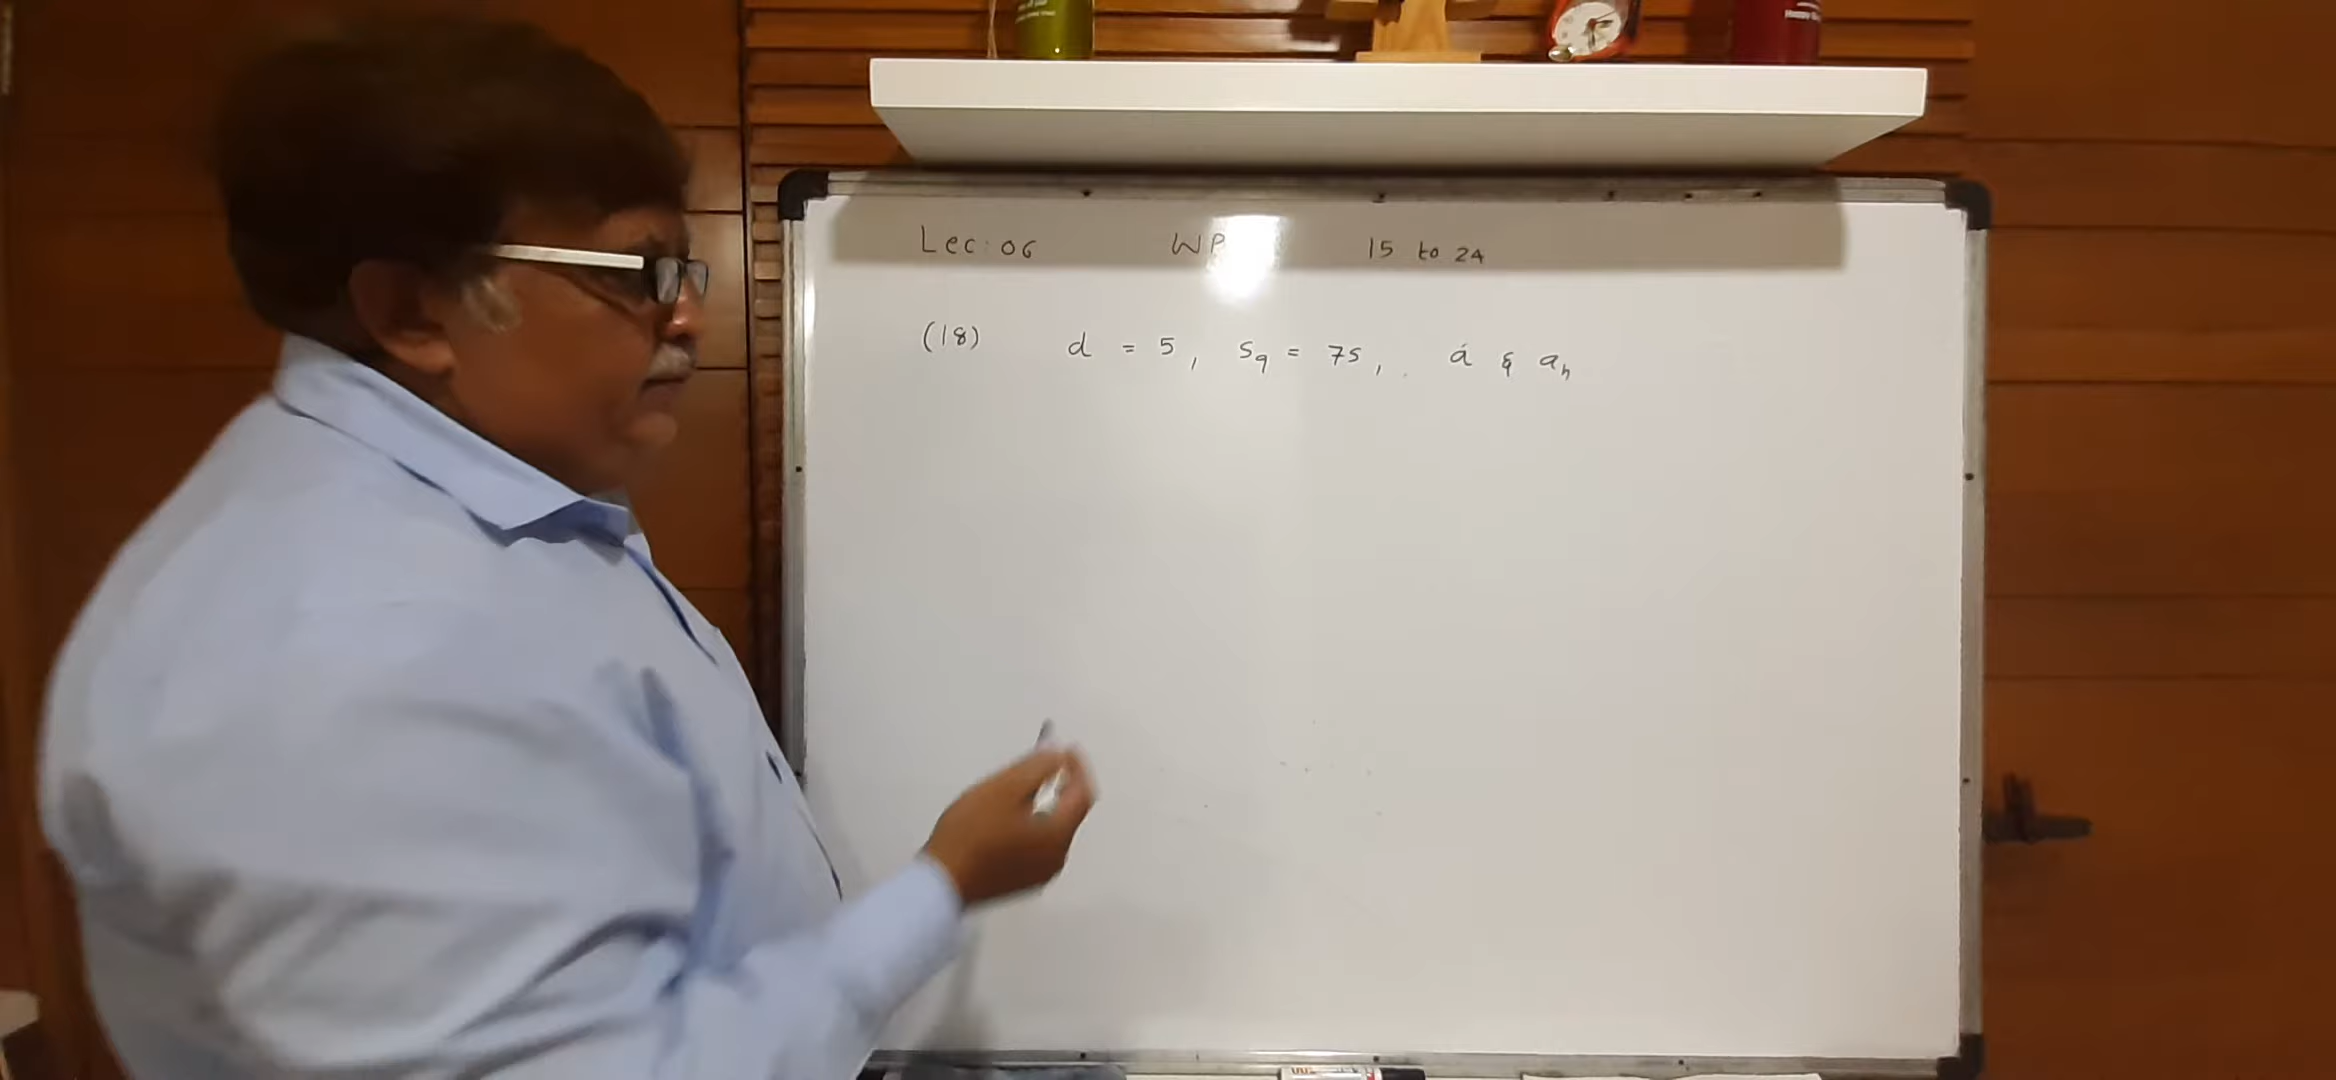 Lec: 06 WP 15 to 24
(18) d = 5, S9 = 75, a & an